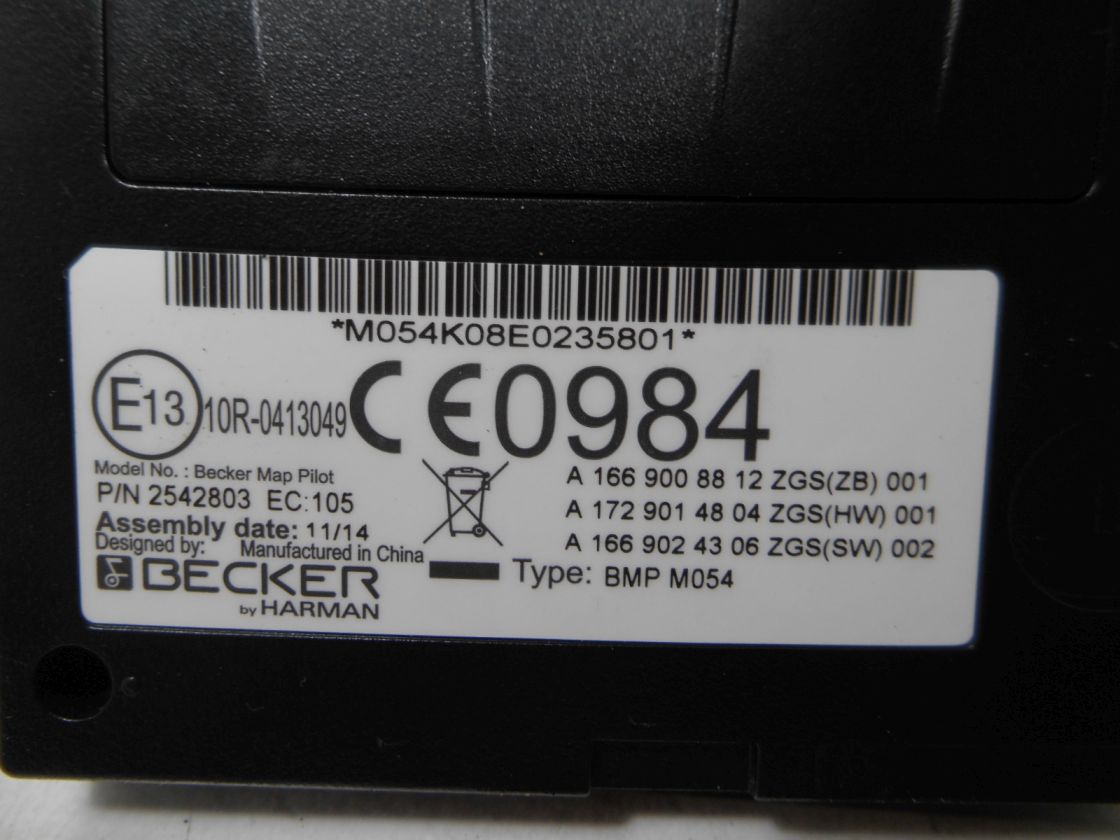 *M054K08E0235801*
E13 10R-0413049 CE0984
Model No. : Becker Map Pilot
P/N 2542803 EC:105
Assembly date: 11/14
Designed by: Manufactured in China
BECKER
by HARMAN
A 166 900 88 12 ZGS(ZB) 001
A 172 901 48 04 ZGS(HW) 001
A 166 902 43 06 ZGS(SW) 002
Type: BMP M054